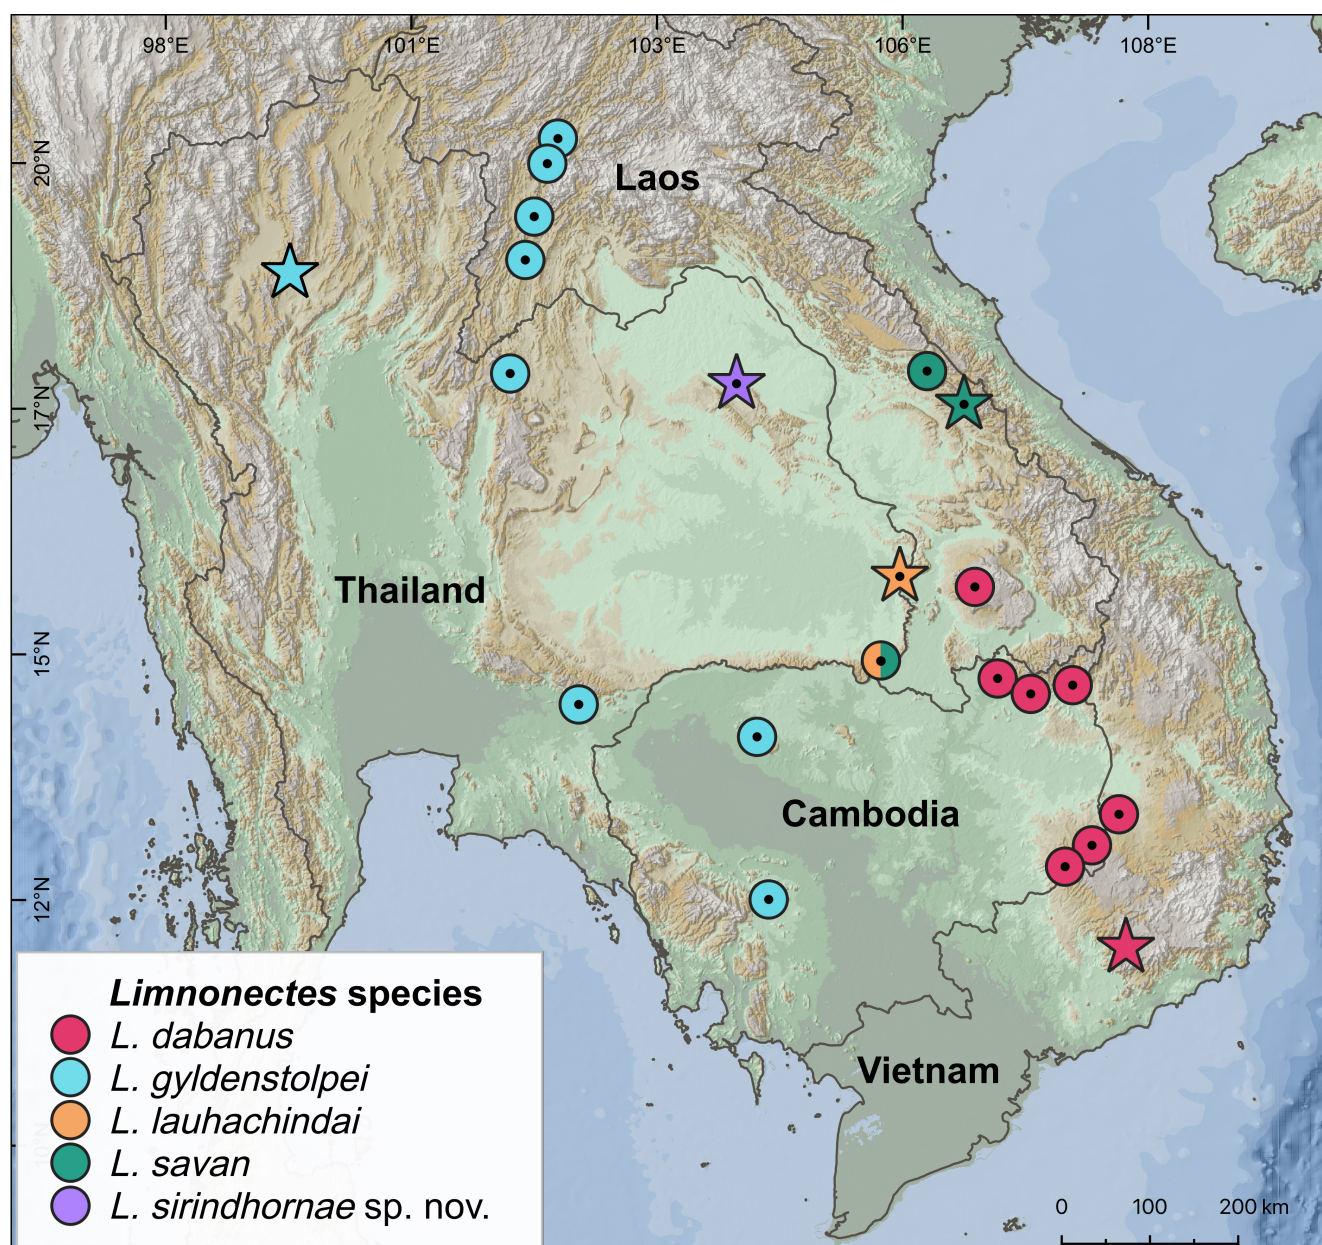 98°E 101°E 103°E 106°E 108°E
20°N
Laos
17°N
Thailand
15°N
Cambodia
12°N
Vietnam
10°N
Limnonectes species
L. dabanus
L. gyldenstolpei
L. lauhachindai
L. savan
L. sirindhornae sp. nov.
0 100 200 km